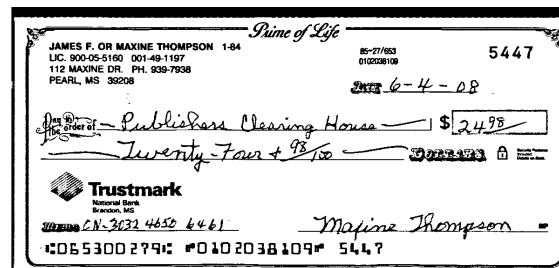 Prime of Life
JAMES F. OR MAXINE THOMPSON 1-84
LIC. 900-05-5160 001-49-1197
112 MAXINE DR. PH. 939-7938
PEARL, MS 39208
85-27/653
0102038109
5447
DATE 6-4-08
Pay to the order of Publishers Clearing House $ 24 98
Twenty-Four + 98/100 DOLLARS
Trustmark
National Bank
Brandon, MS
MEMO CN-3032 4650 6461 Maxine Thompson
⑆065300279⑆ ⑈0102038109⑈ 5447